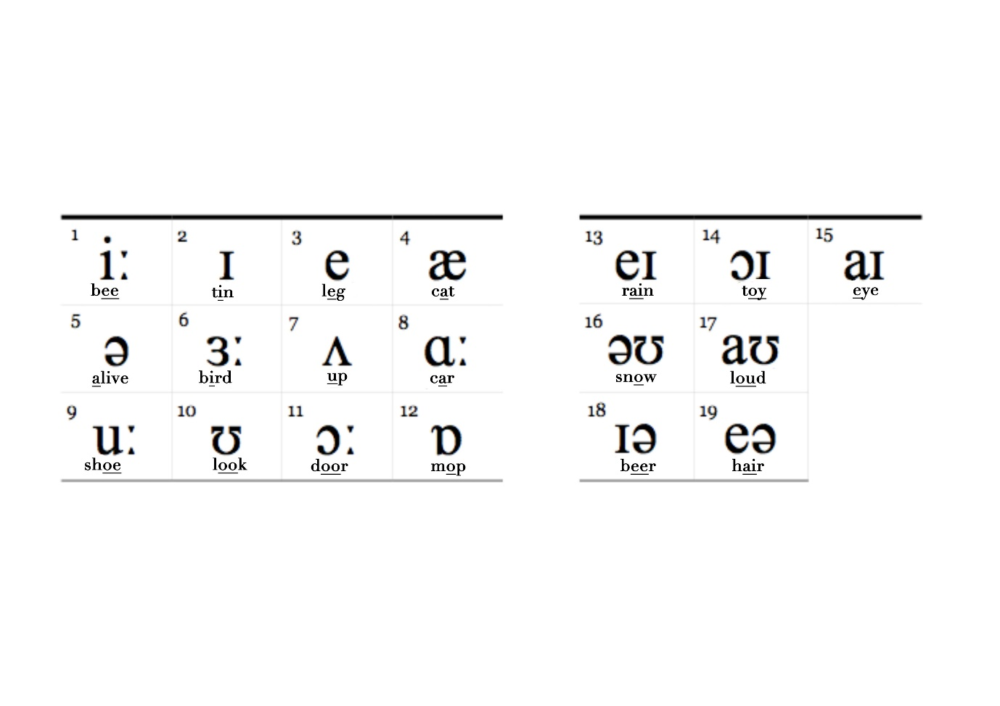 1 iː
bee
2 ɪ
tin
3 e
leg
4 æ
cat
5 ə
alive
6 ɜː
bird
7 ʌ
up
8 ɑː
car
9 uː
shoe
10 ʊ
look
11 ɔː
door
12 ɒ
mop
13 eɪ
rain
14 ɔɪ
toy
15 aɪ
eye
16 əʊ
snow
17 aʊ
loud
18 ɪə
beer
19 eə
hair